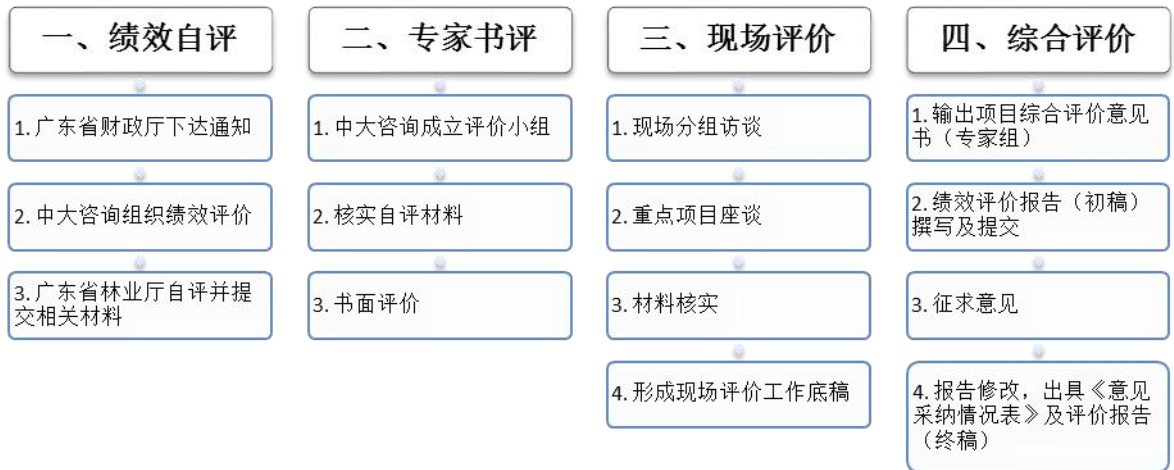 一、绩效自评
1.广东省财政厅下达通知
2.中大咨询组织绩效评价
3.广东省林业厅自评并提
交相关材料
二、专家书评
1.中大咨询成立评价小组
2.核实自评材料
3.书面评价
三、现场评价
1.现场分组访谈
2.重点项目座谈
3.材料核实
4.形成现场评价工作底稿
四、综合评价
1.输出项目综合评价意见
书（专家组）
2.绩效评价报告（初稿）
撰写及提交
3.征求意见
4.报告修改，出具《意见
采纳情况表》及评价报告
（终稿）